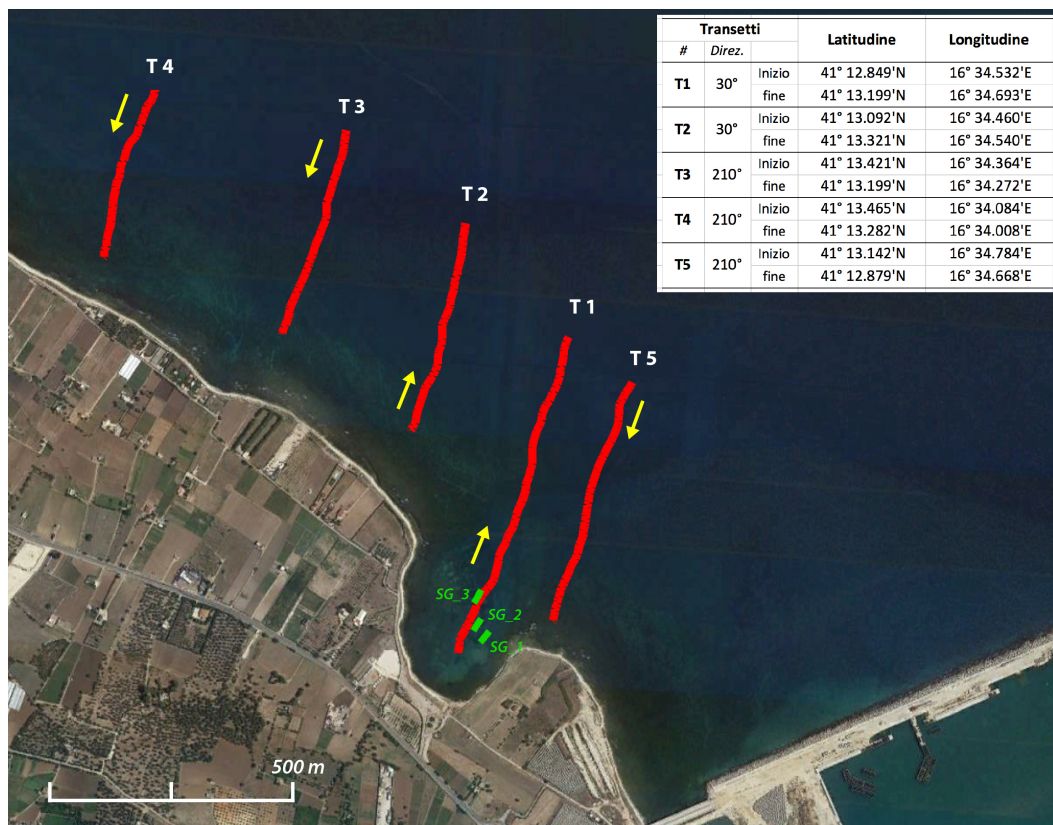 Transetti Latitudine Longitudine
# Direz.
T1 30° Inizio 41° 12.849'N 16° 34.532'E
fine 41° 13.199'N 16° 34.693'E
T2 30° Inizio 41° 13.092'N 16° 34.460'E
fine 41° 13.321'N 16° 34.540'E
T3 210° Inizio 41° 13.421'N 16° 34.364'E
fine 41° 13.199'N 16° 34.272'E
T4 210° Inizio 41° 13.465'N 16° 34.084'E
fine 41° 13.282'N 16° 34.008'E
T5 210° Inizio 41° 13.142'N 16° 34.784'E
fine 41° 12.879'N 16° 34.668'E
T 4
T 3
T 2
T 1
T 5
SG_3
SG_2
SG_1
500 m